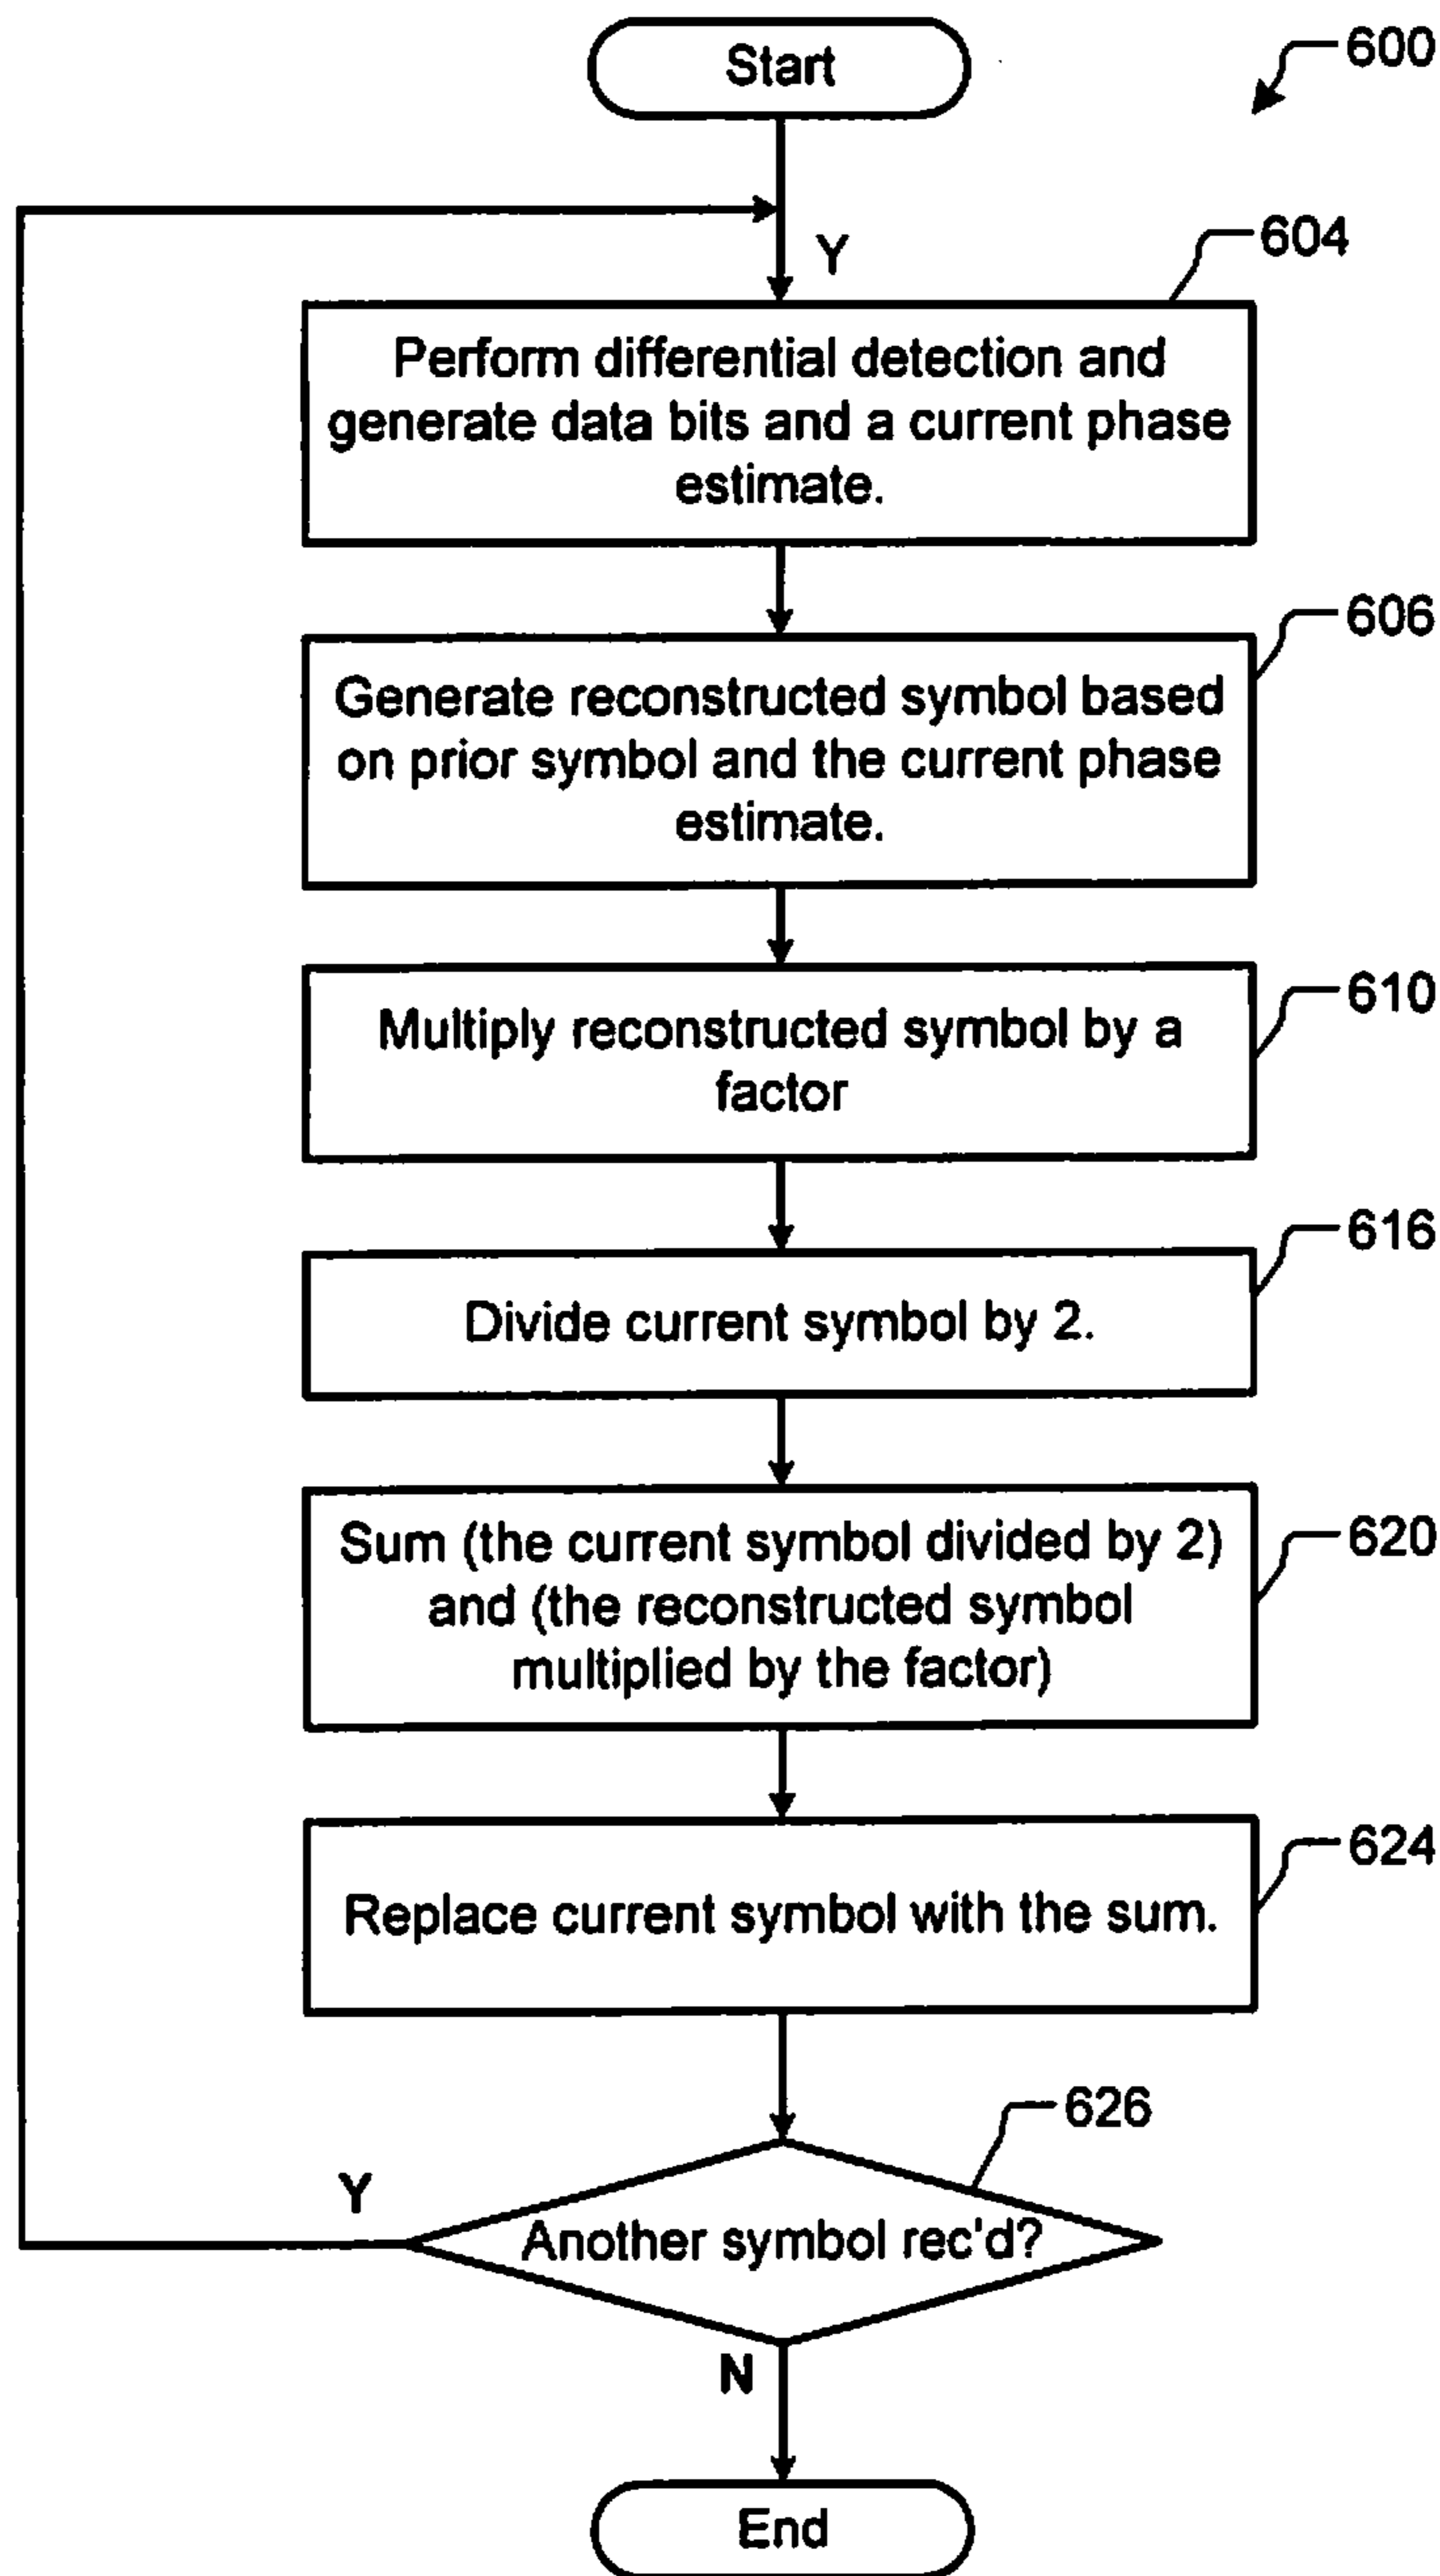 Start
600
Y
604
Perform differential detection and
generate data bits and a current phase
estimate.
606
Generate reconstructed symbol based
on prior symbol and the current phase
estimate.
610
Multiply reconstructed symbol by a
factor
616
Divide current symbol by 2.
620
Sum (the current symbol divided by 2)
and (the reconstructed symbol
multiplied by the factor)
624
Replace current symbol with the sum.
626
Y
Another symbol rec'd?
N
End